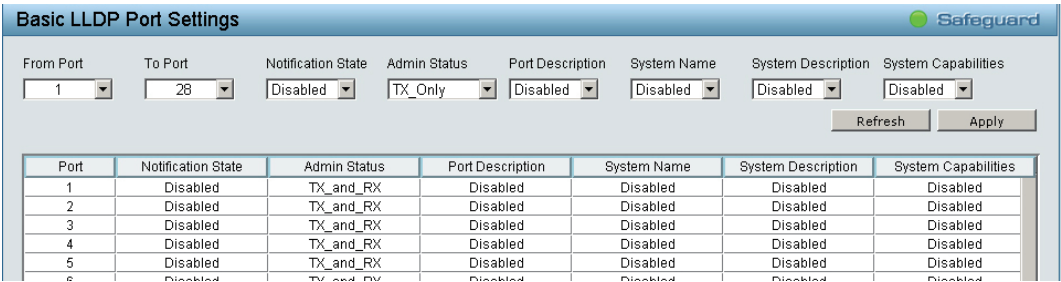 Basic LLDP Port Settings Safeguard
From Port To Port Notification State Admin Status Port Description System Name System Description System Capabilities
1 28 Disabled TX_Only Disabled Disabled Disabled Disabled
Refresh Apply
Port Notification State Admin Status Port Description System Name System Description System Capabilities
1 Disabled TX_and_RX Disabled Disabled Disabled Disabled
2 Disabled TX_and_RX Disabled Disabled Disabled Disabled
3 Disabled TX_and_RX Disabled Disabled Disabled Disabled
4 Disabled TX_and_RX Disabled Disabled Disabled Disabled
5 Disabled TX_and_RX Disabled Disabled Disabled Disabled